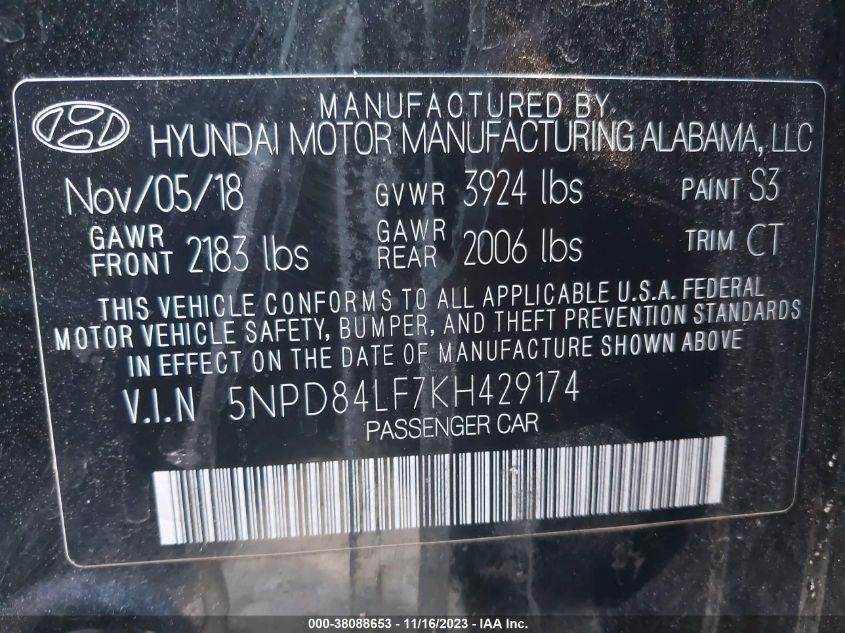 MANUFACTURED BY
HYUNDAI MOTOR MANUFACTURING ALABAMA, LLC
Nov/05/18 GVWR 3924 lbs PAINT S3
GAWR FRONT 2183 lbs GAWR REAR 2006 lbs TRIM CT
THIS VEHICLE CONFORMS TO ALL APPLICABLE U.S.A. FEDERAL
MOTOR VEHICLE SAFETY, BUMPER, AND THEFT PREVENTION STANDARDS
IN EFFECT ON THE DATE OF MANUFACTURE SHOWN ABOVE
V.I.N 5NPD84LF7KH429174
PASSENGER CAR
000-38088653 - 11/16/2023 - IAA Inc.